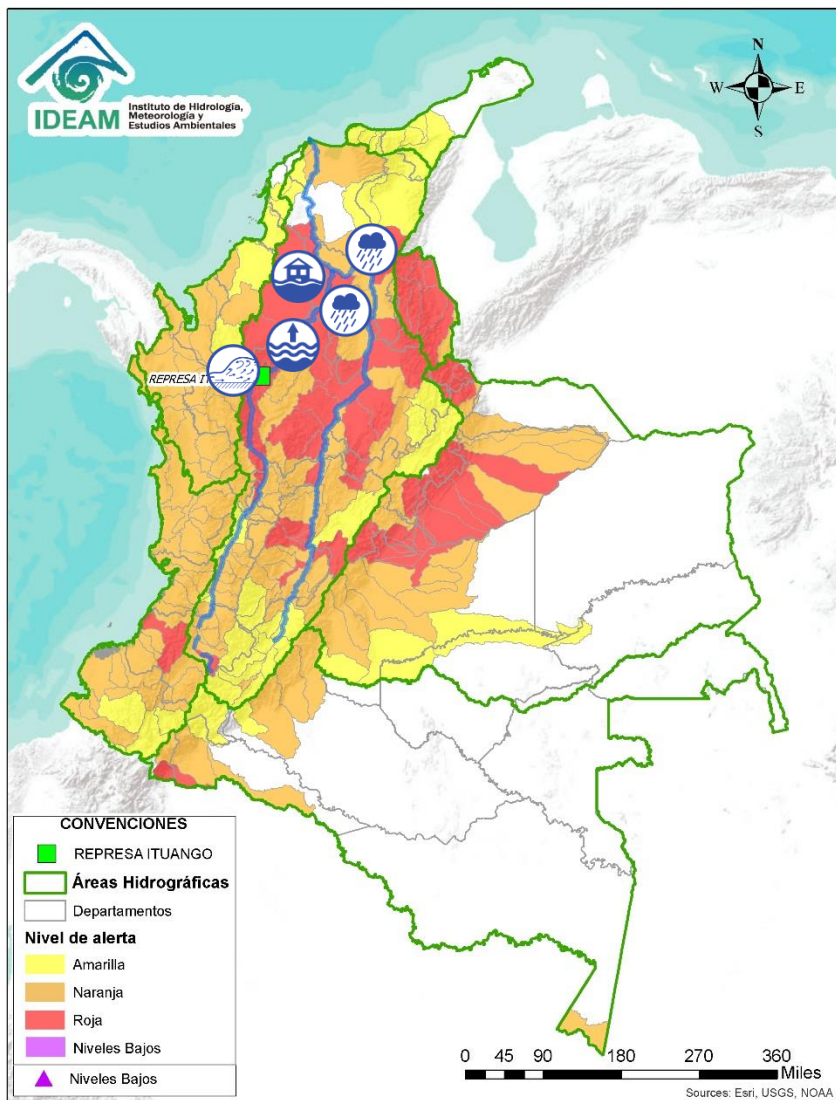 IDEAM
Instituto de Hidrología,
Meteorología y
Estudios Ambientales
N
W
E
S
REPRESA IT
CONVENCIONES
REPRESA ITUANGO
Áreas Hidrográficas
Departamentos
Nivel de alerta
Amarilla
Naranja
Roja
Niveles Bajos
Niveles Bajos
0 45 90 180 270 360
Miles
Sources: Esri, USGS, NOAA